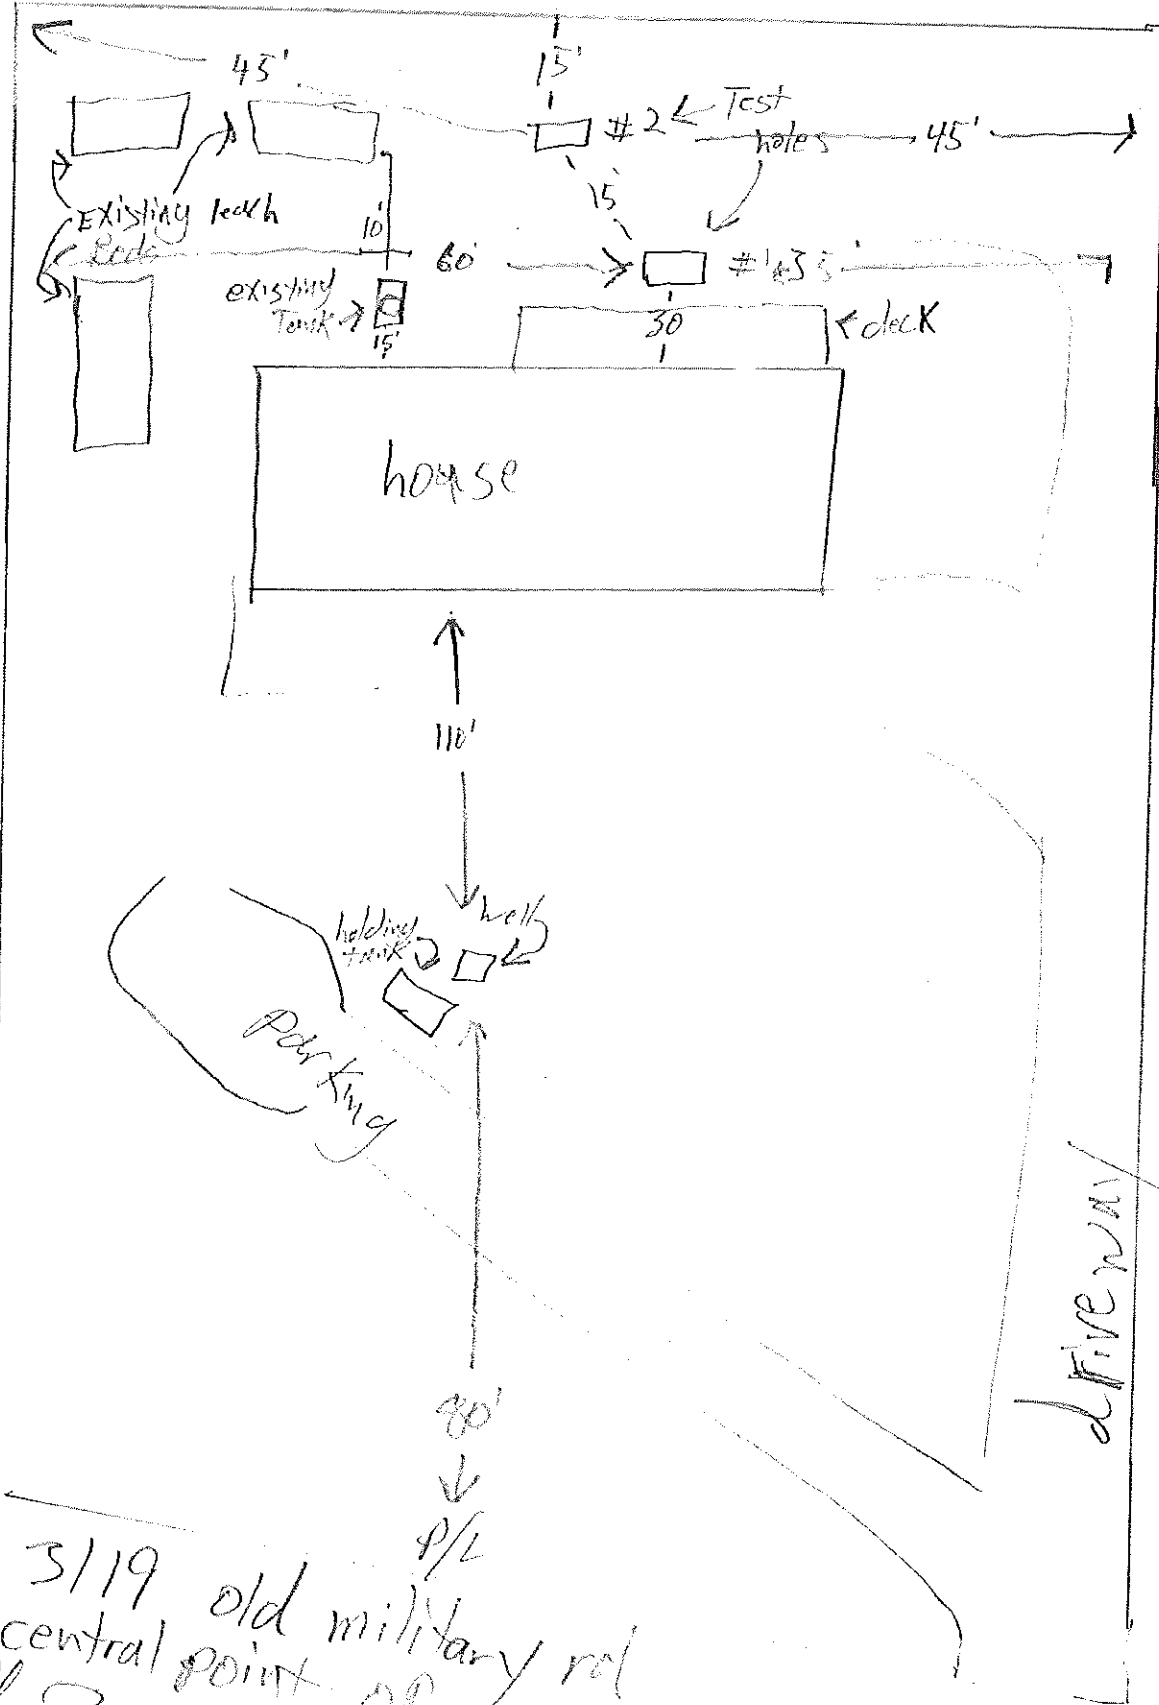 15'
45'
#2
Test
holes
45'
15
Existing leach
Beds
10'
60'
#1
35'
existing
Tank
15'
30
deck
house
110'
holding
tank
well
Parking
driveway
80'
P/L
3119 old military rd
central point